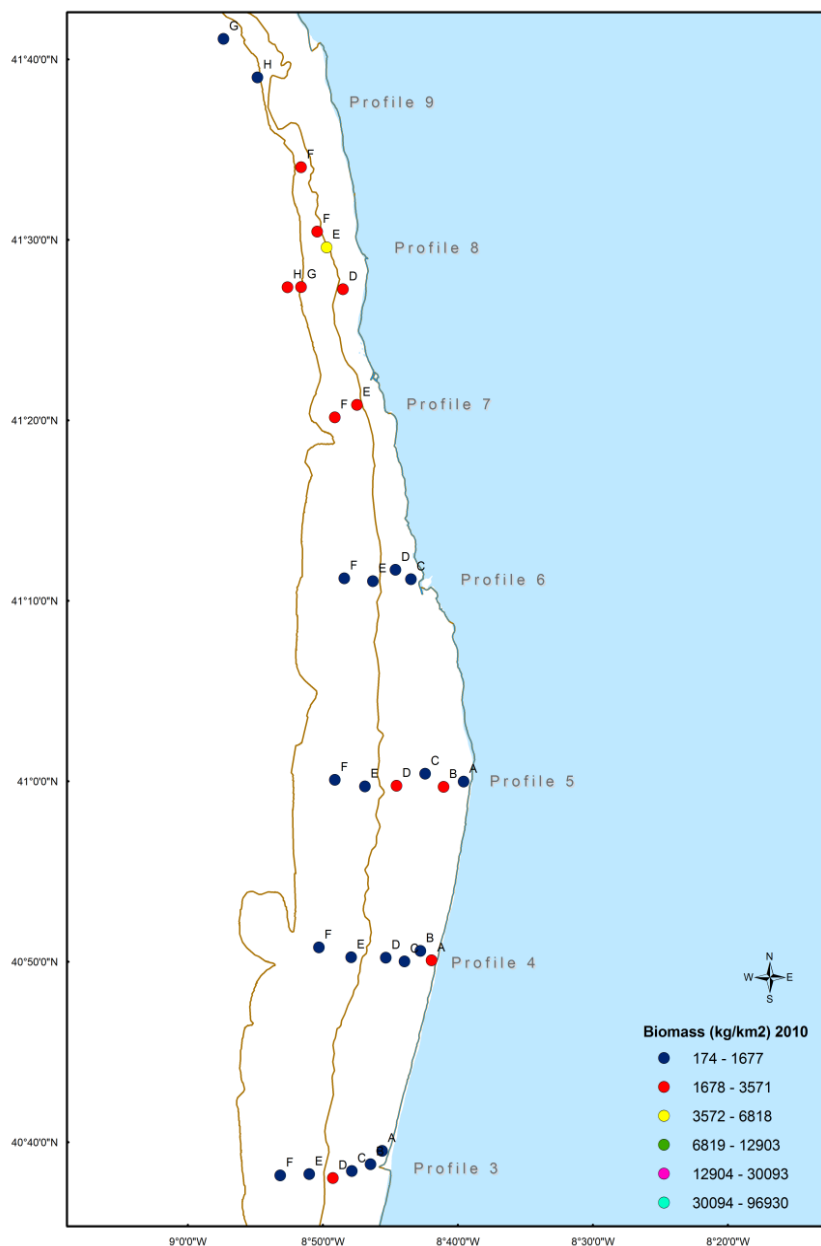 G
41°40'0"N
H
Profile 9
F
F
E
41°30'0"N
Profile 8
H
G
D
E
F
Profile 7
41°20'0"N
D
F
E
C
Profile 6
41°10'0"N
F
E
D
C
B
A
Profile 5
41°0'0"N
F
E
D
C
B
A
Profile 4
40°50'0"N
N
W
E
S
Biomass (kg/km2) 2010
174 - 1677
1678 - 3571
3572 - 6818
6819 - 12903
12904 - 30093
30094 - 96930
40°40'0"N
F
E
D
C
B
A
Profile 3
9°0'0"W
8°50'0"W
8°40'0"W
8°30'0"W
8°20'0"W